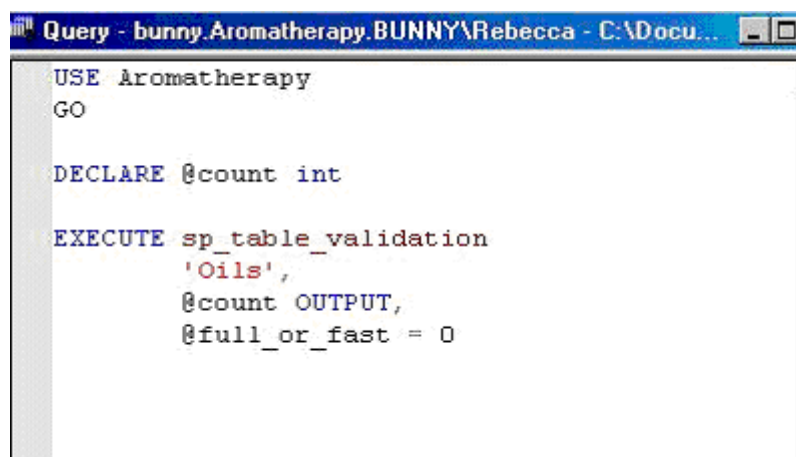 Query - bunny.Aromatherapy.BUNNY\Rebecca - C:\Docu...
USE Aromatherapy
GO
DECLARE @count int
EXECUTE sp_table_validation
'Oils',
@count OUTPUT,
@full_or_fast = 0